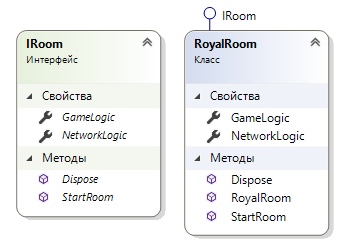 IRoom
Интерфейс
Свойства
GameLogic
NetworkLogic
Методы
Dispose
StartRoom
IRoom
RoyalRoom
Класс
Свойства
GameLogic
NetworkLogic
Методы
Dispose
RoyalRoom
StartRoom